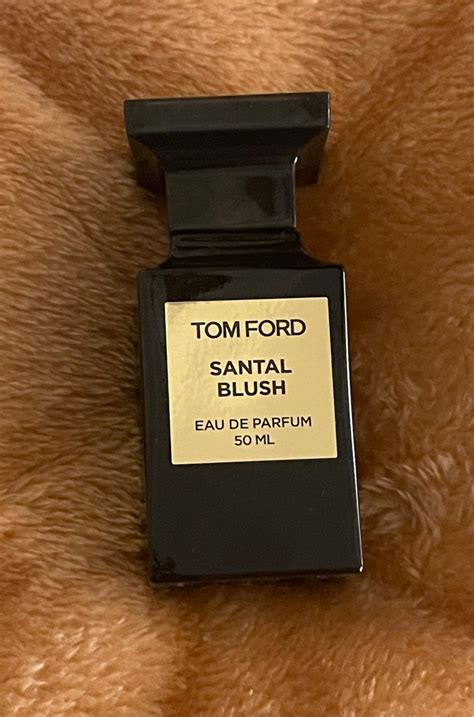 TOM FORD
SANTAL
BLUSH
EAU DE PARFUM
50 ML